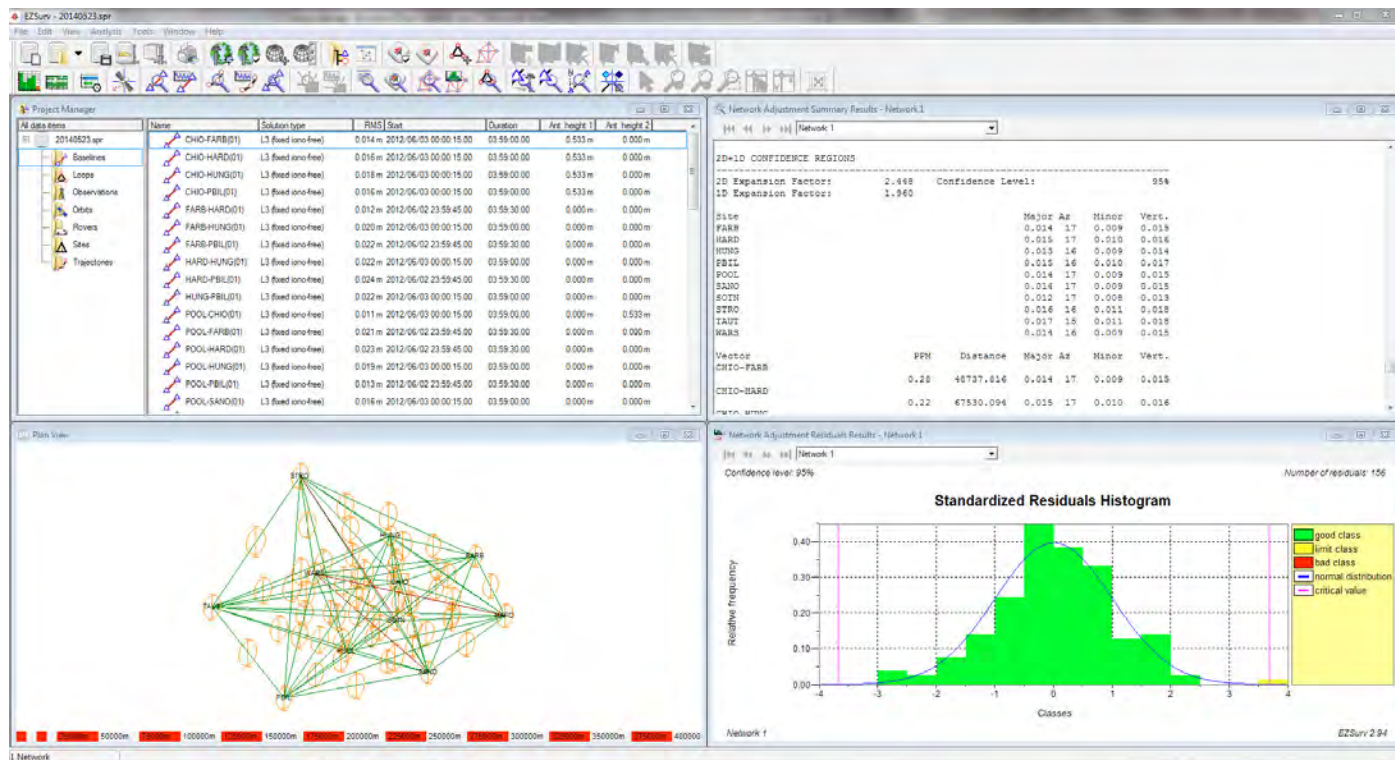 EZSurv - 20140523.spr
File Edit View Analysis Tools Window Help
Project Manager
All data items
20140523.spr
Baselines
Loops
Observations
Orbits
Rovers
Sites
Trajectories
Name Solution type RMS Start Duration Ant. height 1 Ant. height 2
CHIO-FARB(01) L3 (fixed iono-free) 0.014 m 2012/06/03 00:00:15.00 03:59:00.00 0.533 m 0.000 m
CHIO-HARD(01) L3 (fixed iono-free) 0.016 m 2012/06/03 00:00:15.00 03:59:00.00 0.533 m 0.000 m
CHIO-HUNG(01) L3 (fixed iono-free) 0.018 m 2012/06/03 00:00:15.00 03:59:00.00 0.533 m 0.000 m
CHIO-PBIL(01) L3 (fixed iono-free) 0.016 m 2012/06/03 00:00:15.00 03:59:00.00 0.533 m 0.000 m
FARB-HARD(01) L3 (fixed iono-free) 0.012 m 2012/06/02 23:59:45.00 03:59:30.00 0.000 m 0.000 m
FARB-HUNG(01) L3 (fixed iono-free) 0.020 m 2012/06/03 00:00:15.00 03:59:00.00 0.000 m 0.000 m
FARB-PBIL(01) L3 (fixed iono-free) 0.022 m 2012/06/02 23:59:45.00 03:59:30.00 0.000 m 0.000 m
HARD-HUNG(01) L3 (fixed iono-free) 0.022 m 2012/06/03 00:00:15.00 03:59:00.00 0.000 m 0.000 m
HARD-PBIL(01) L3 (fixed iono-free) 0.024 m 2012/06/02 23:59:45.00 03:59:30.00 0.000 m 0.000 m
HUNG-PBIL(01) L3 (fixed iono-free) 0.022 m 2012/06/03 00:00:15.00 03:59:00.00 0.000 m 0.000 m
POOL-CHIO(01) L3 (fixed iono-free) 0.011 m 2012/06/03 00:00:15.00 03:59:00.00 0.000 m 0.533 m
POOL-FARB(01) L3 (fixed iono-free) 0.021 m 2012/06/02 23:59:45.00 03:59:30.00 0.000 m 0.000 m
POOL-HARD(01) L3 (fixed iono-free) 0.023 m 2012/06/02 23:59:45.00 03:59:30.00 0.000 m 0.000 m
POOL-HUNG(01) L3 (fixed iono-free) 0.019 m 2012/06/03 00:00:15.00 03:59:00.00 0.000 m 0.000 m
POOL-PBIL(01) L3 (fixed iono-free) 0.013 m 2012/06/02 23:59:45.00 03:59:30.00 0.000 m 0.000 m
POOL-SANO(01) L3 (fixed iono-free) 0.016 m 2012/06/03 00:00:15.00 03:59:00.00 0.000 m 0.000 m
Network Adjustment Summary Results - Network 1
Network 1
2D+1D CONFIDENCE REGIONS
2D Expansion Factor: 2.448 Confidence Level: 95%
1D Expansion Factor: 1.960
Site Major Az Minor Vert.
FARB 0.014 17 0.009 0.015
HARD 0.015 17 0.010 0.016
HUNG 0.013 16 0.009 0.014
PBIL 0.015 16 0.010 0.017
POOL 0.014 17 0.009 0.015
SANO 0.014 17 0.009 0.015
SOTN 0.012 17 0.008 0.013
STRO 0.016 16 0.011 0.018
TAUT 0.017 15 0.011 0.018
WARS 0.014 16 0.009 0.015
Vector PPM Distance Major Az Minor Vert.
CHIO-FARB
0.28 48737.816 0.014 17 0.009 0.015
CHIO-HARD
0.22 67530.094 0.015 17 0.010 0.016
CHIO-HUNG
Plan View
STRO
HUNG
FARB
CHIO
TAUT
HARD
SOTN
SANO
50000m 100000m 150000m 200000m 250000m 300000m 350000m 400000
Network Adjustment Residuals Results - Network 1
Network 1
Confidence level: 95% Number of residuals: 156
Standardized Residuals Histogram
Relative frequency
0.40
0.30
0.20
0.10
0.00
-4 -3 -2 -1 0 1 2 3 4
Classes
good class
limit class
bad class
normal distribution
critical value
Network 1 EZSurv 2.94
1 Network